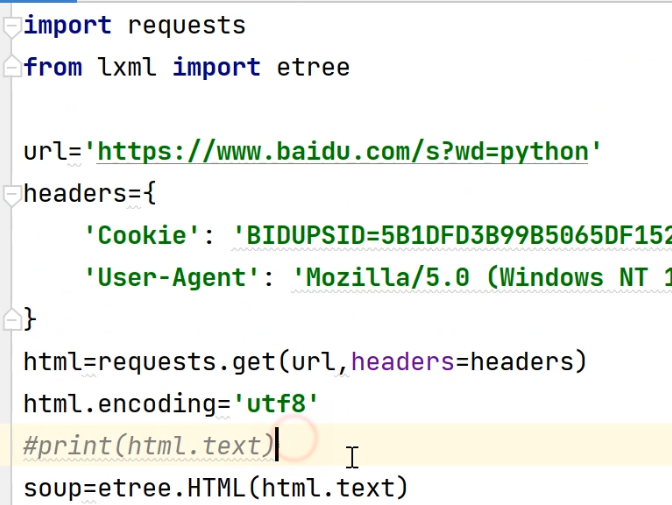 import requests
from lxml import etree
url='https://www.baidu.com/s?wd=python'
headers={
'Cookie': 'BIDUPSID=5B1DFD3B99B5065DF152
'User-Agent': 'Mozilla/5.0 (Windows NT 1
}
html=requests.get(url,headers=headers)
html.encoding='utf8'
#print(html.text)
soup=etree.HTML(html.text)